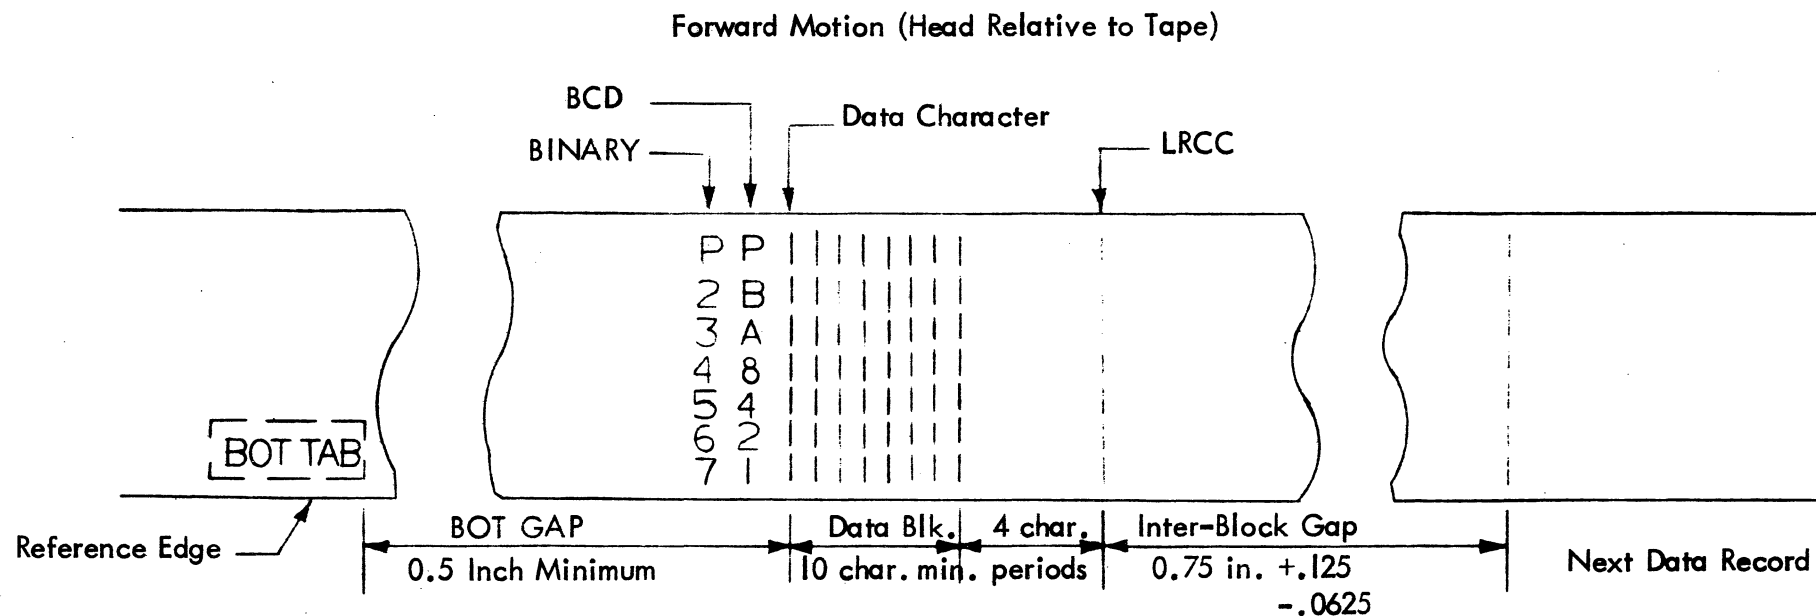 Forward Motion (Head Relative to Tape)
BCD
Data Character
BINARY
LRCC
P P
2 B
3 A
4 8
5 4
6 2
7 1
BOT TAB
Reference Edge
BOT GAP
Data Blk.
4 char.
Inter-Block Gap
0.5 Inch Minimum
10 char. min.
periods
0.75 in. +.125
-.0625
Next Data Record